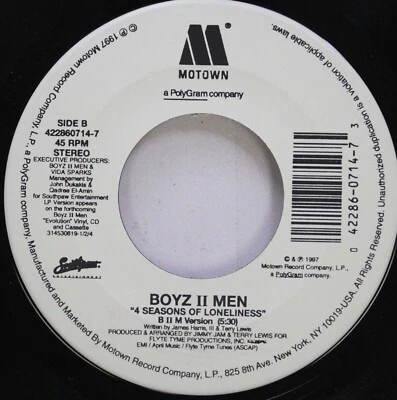 MOTOWN
a PolyGram company
SIDE B
422860714-7
45 RPM
STEREO
EXECUTIVE PRODUCERS:
BOYZ II MEN &
VIDA SPARKS
Management by
John Dukakis &
Qadree El-Amin
for Southpaw Entertainment
LP Version appears
on the forthcoming
Boyz II Men
"Evolution" Vinyl, CD
and Cassette
314530819-1/2/4
0 42286-0714-7 3
℗ & © 1997
Motown Record Company, L.P.,
a PolyGram company.
BOYZ II MEN
"4 SEASONS OF LONELINESS"
B II M Version (5:30)
Written by James Harris, III & Terry Lewis
PRODUCED & ARRANGED BY JIMMY JAM & TERRY LEWIS FOR
FLYTE TYME PRODUCTIONS, INC.
EMI / April Music / Flyte Tyme Tunes (ASCAP)
© ℗ 1997 Motown Record Company, L.P., a PolyGram company. Manufactured and Marketed By Motown Record Company, L.P., 825 8th Ave. New York, NY 10019-USA. All rights reserved. Unauthorized duplication is a violation of applicable laws.